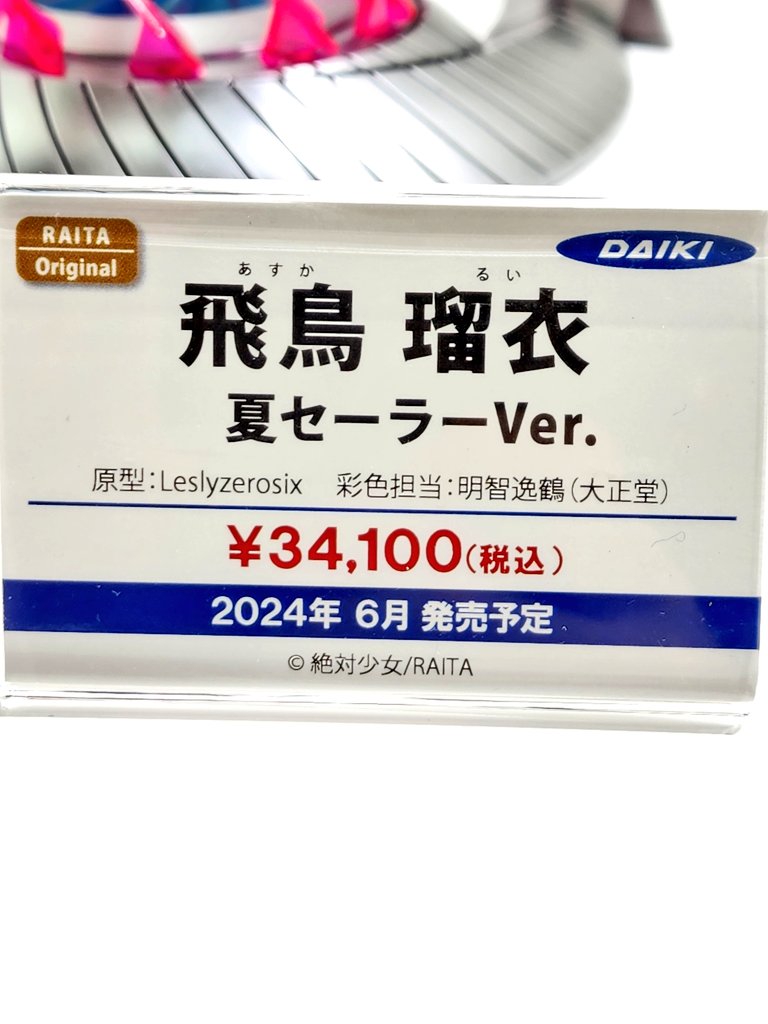 RAITA
Original
DAIKI
あすか るい
飛鳥 瑠衣
夏セーラーVer.
原型:Leslyzerosix 彩色担当:明智逸鶴(大正堂)
¥34,100(税込)
2024年 6月 発売予定
© 絶対少女/RAITA